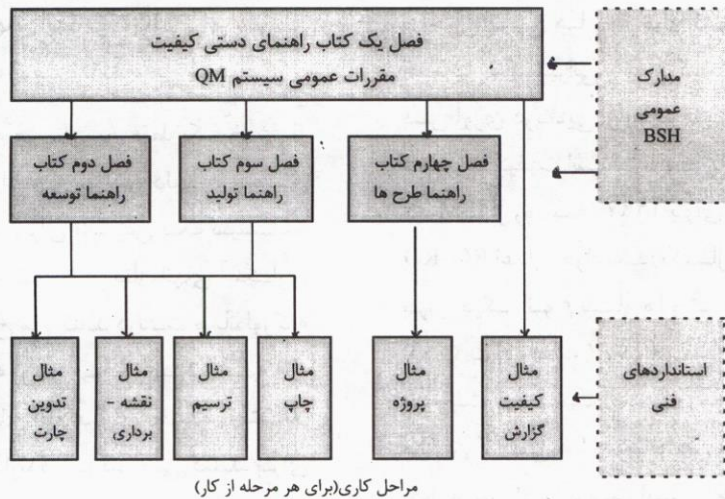 فصل یک کتاب راهنمای دستی کیفیت
مقررات عمومی سیستم QM
مدارک
عمومی
BSH
فصل چهارم کتاب
راهنما طرح ها
فصل سوم کتاب
راهنما تولید
فصل دوم کتاب
راهنما توسعه
استانداردهای
فنی
مثال
کیفیت
گزارش
مثال
پروژه
مثال
چاپ
مثال
ترسیم
مثال
نقشه -
برداری
مثال
تدوین
چارت
مراحل کاری(برای هر مرحله از کار)